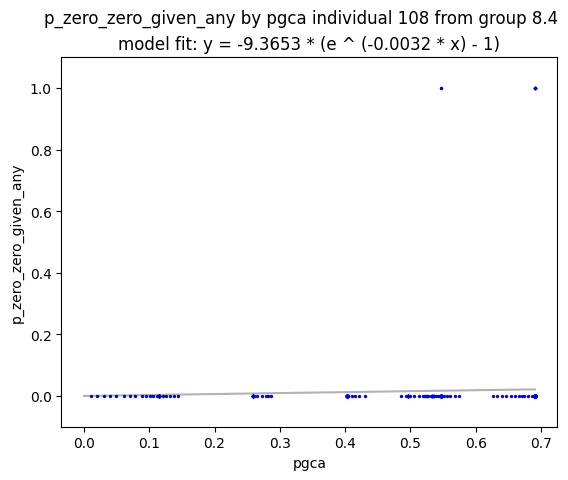 p_zero_zero_given_any by pgca individual 108 from group 8.4
model fit: y = -9.3653 * (e ^ (-0.0032 * x) - 1)
1.0
0.8
0.6
0.4
0.2
0.0
p_zero_zero_given_any
0.0 0.1 0.2 0.3 0.4 0.5 0.6 0.7
pgca